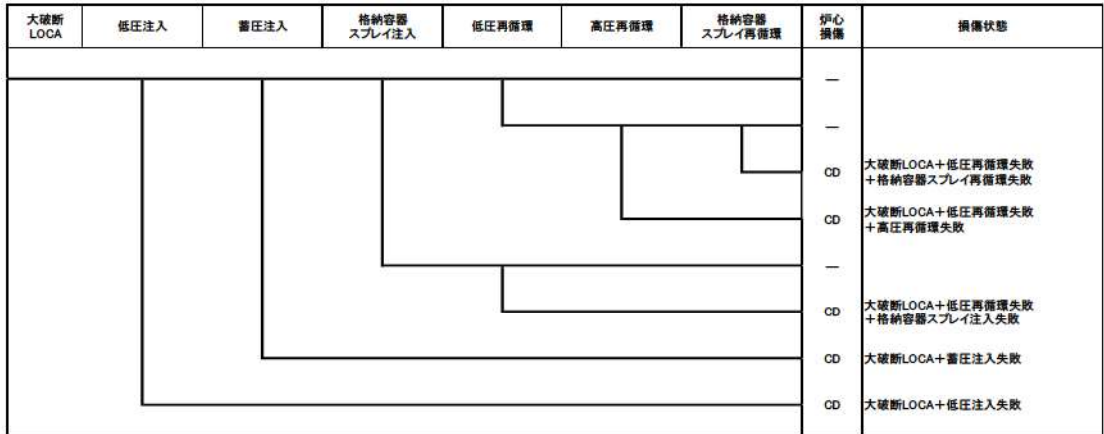 大破断
LOCA
低圧注入
蓄圧注入
格納容器
スプレイ注入
低圧再循環
高圧再循環
格納容器
スプレイ再循環
炉心
損傷
損傷状態
—
—
CD
大破断LOCA＋低圧再循環失敗
＋格納容器スプレイ再循環失敗
CD
大破断LOCA＋低圧再循環失敗
＋高圧再循環失敗
—
CD
大破断LOCA＋低圧再循環失敗
＋格納容器スプレイ注入失敗
CD
大破断LOCA＋蓄圧注入失敗
CD
大破断LOCA＋低圧注入失敗